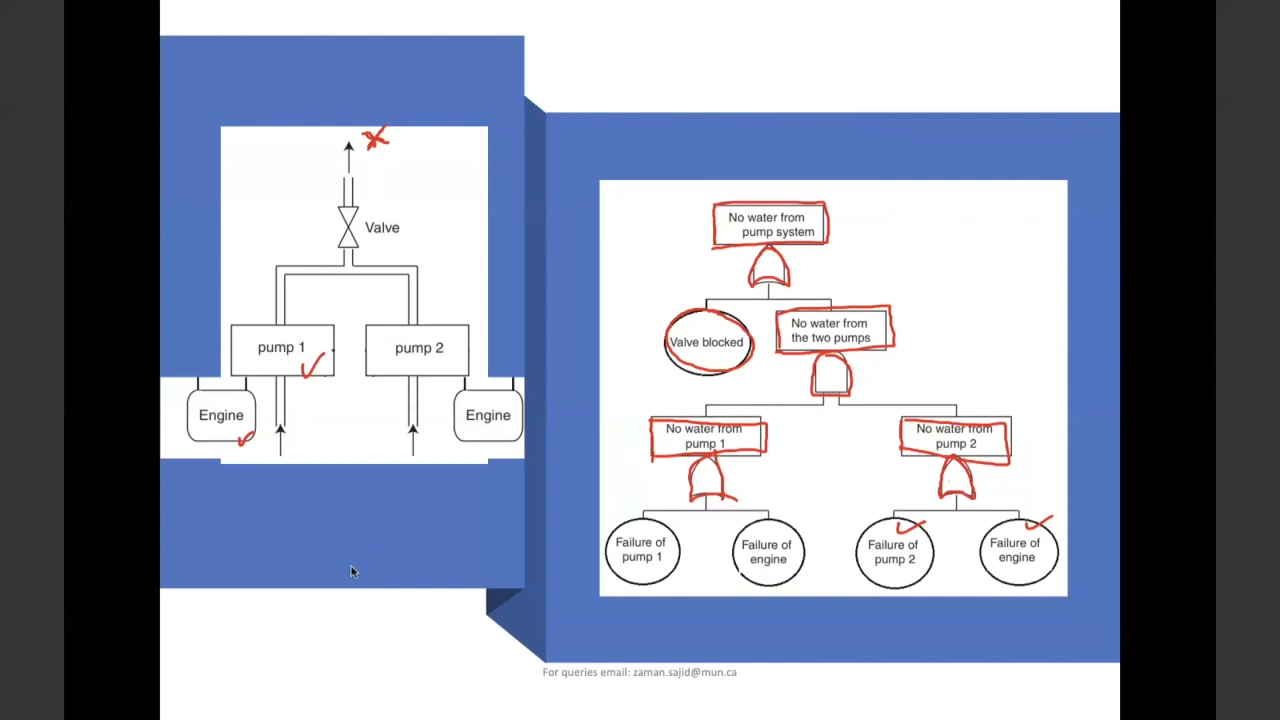 Valve
pump 1
pump 2
Engine
Engine
No water from
pump system
Valve blocked
No water from
the two pumps
No water from
pump 1
No water from
pump 2
Failure of
pump 1
Failure of
engine
Failure of
pump 2
Failure of
engine
For queries email: zaman.sajid@mun.ca